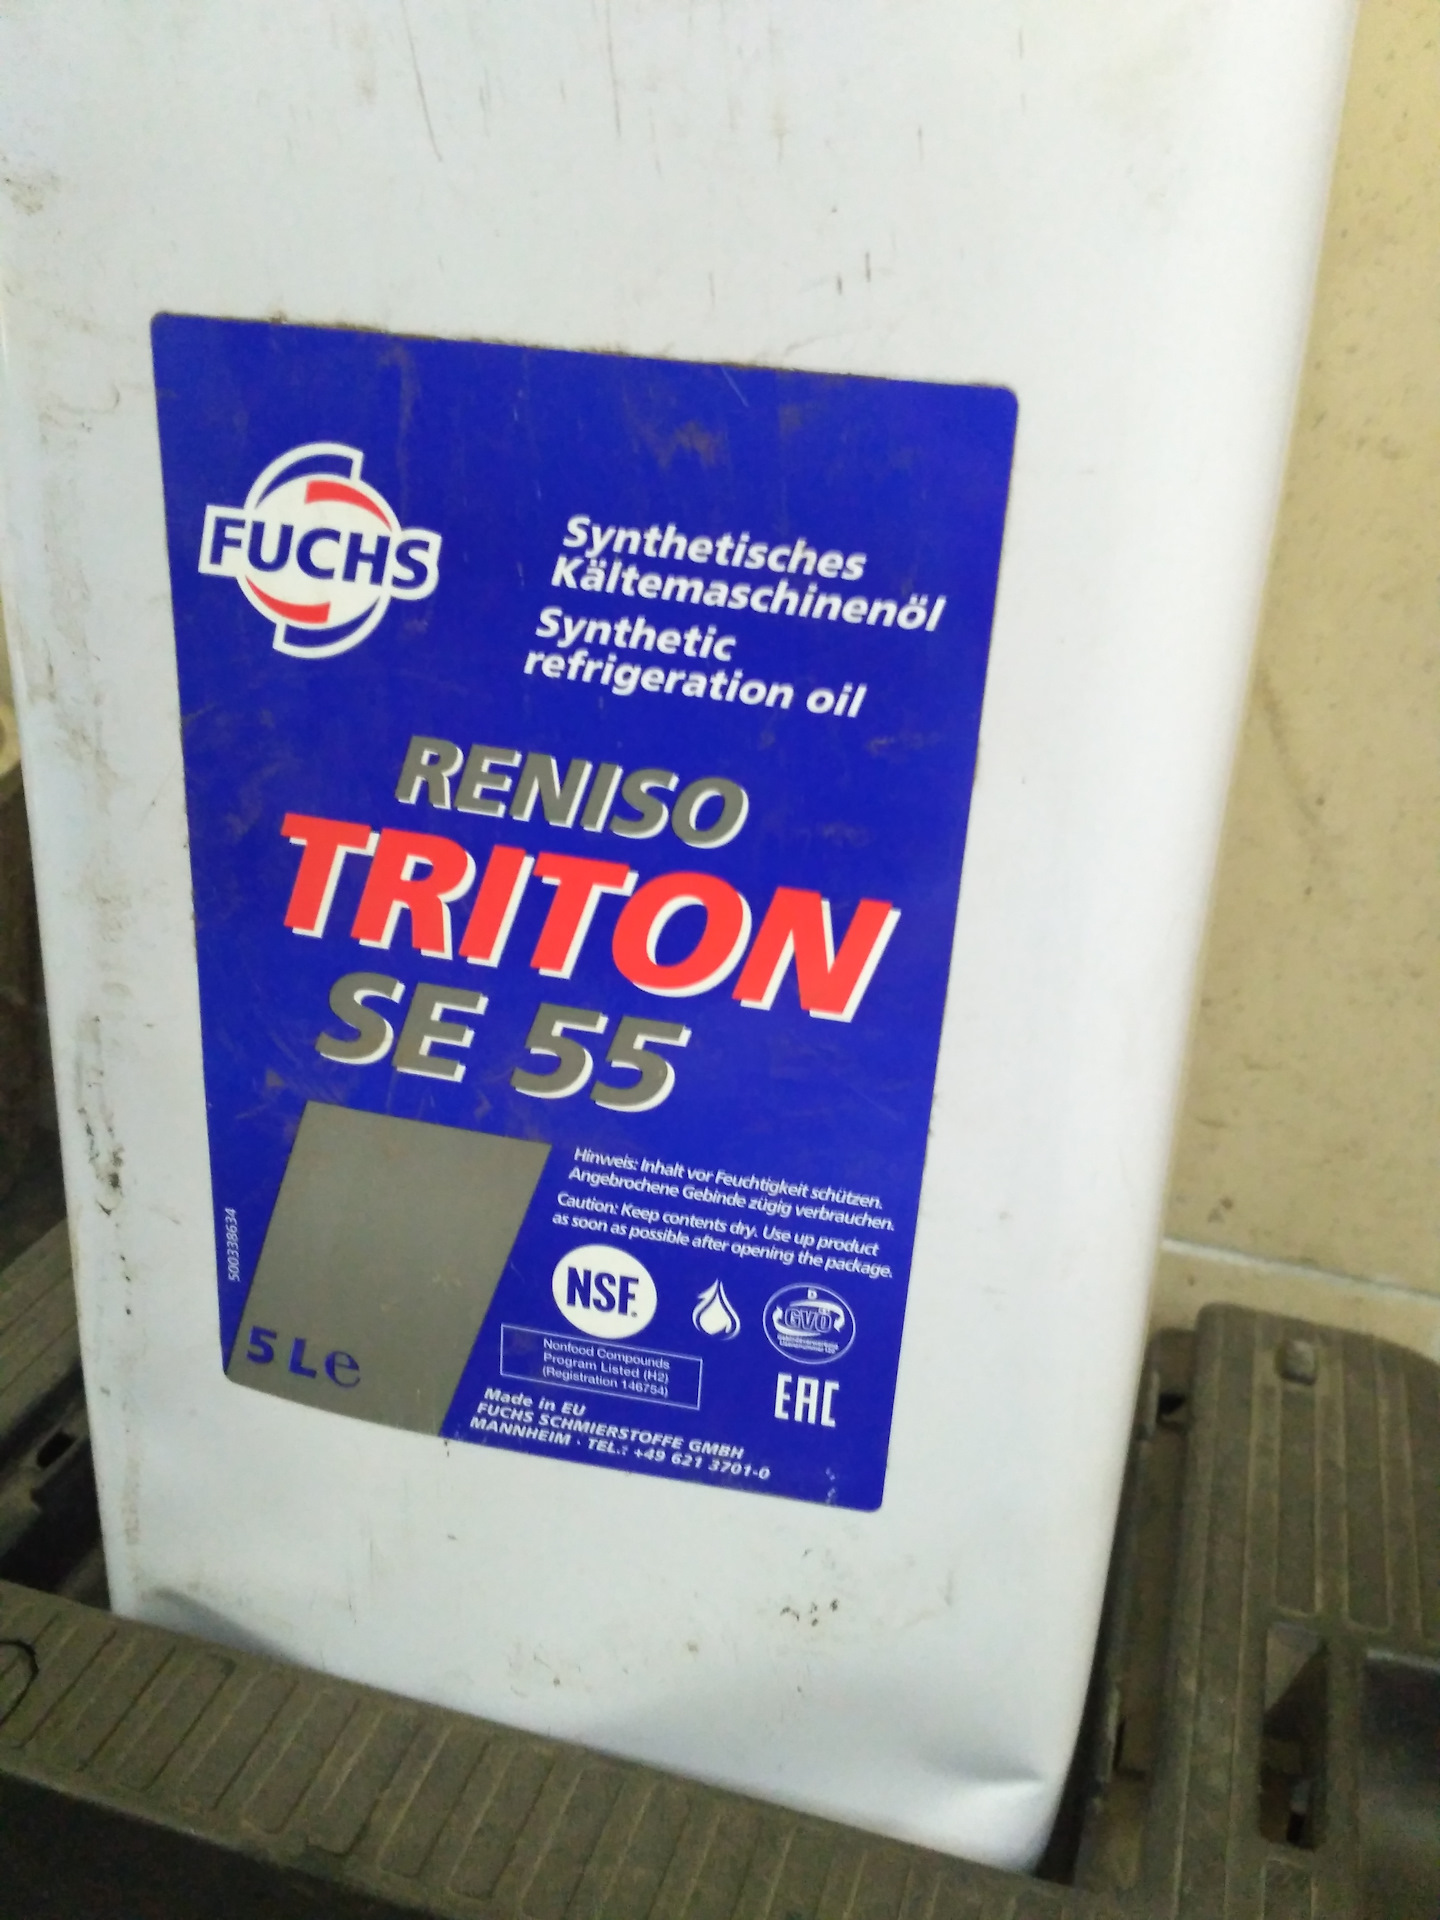 FUCHS
Synthetisches
Kältemaschinenöl
Synthetic
refrigeration oil
RENISO
TRITON
SE 55
Hinweis: Inhalt vor Feuchtigkeit schützen.
Angebrochene Gebinde zügig verbrauchen.
Caution: Keep contents dry. Use up product
as soon as possible after opening the package.
500338634
NSF.
D
GVÖ
Nonfood Compounds
Program Listed (H2)
(Registration 146754)
5 L e
EAC
Made in EU
FUCHS SCHMIERSTOFFE GMBH
MANNHEIM · TEL.: +49 621 3701-0